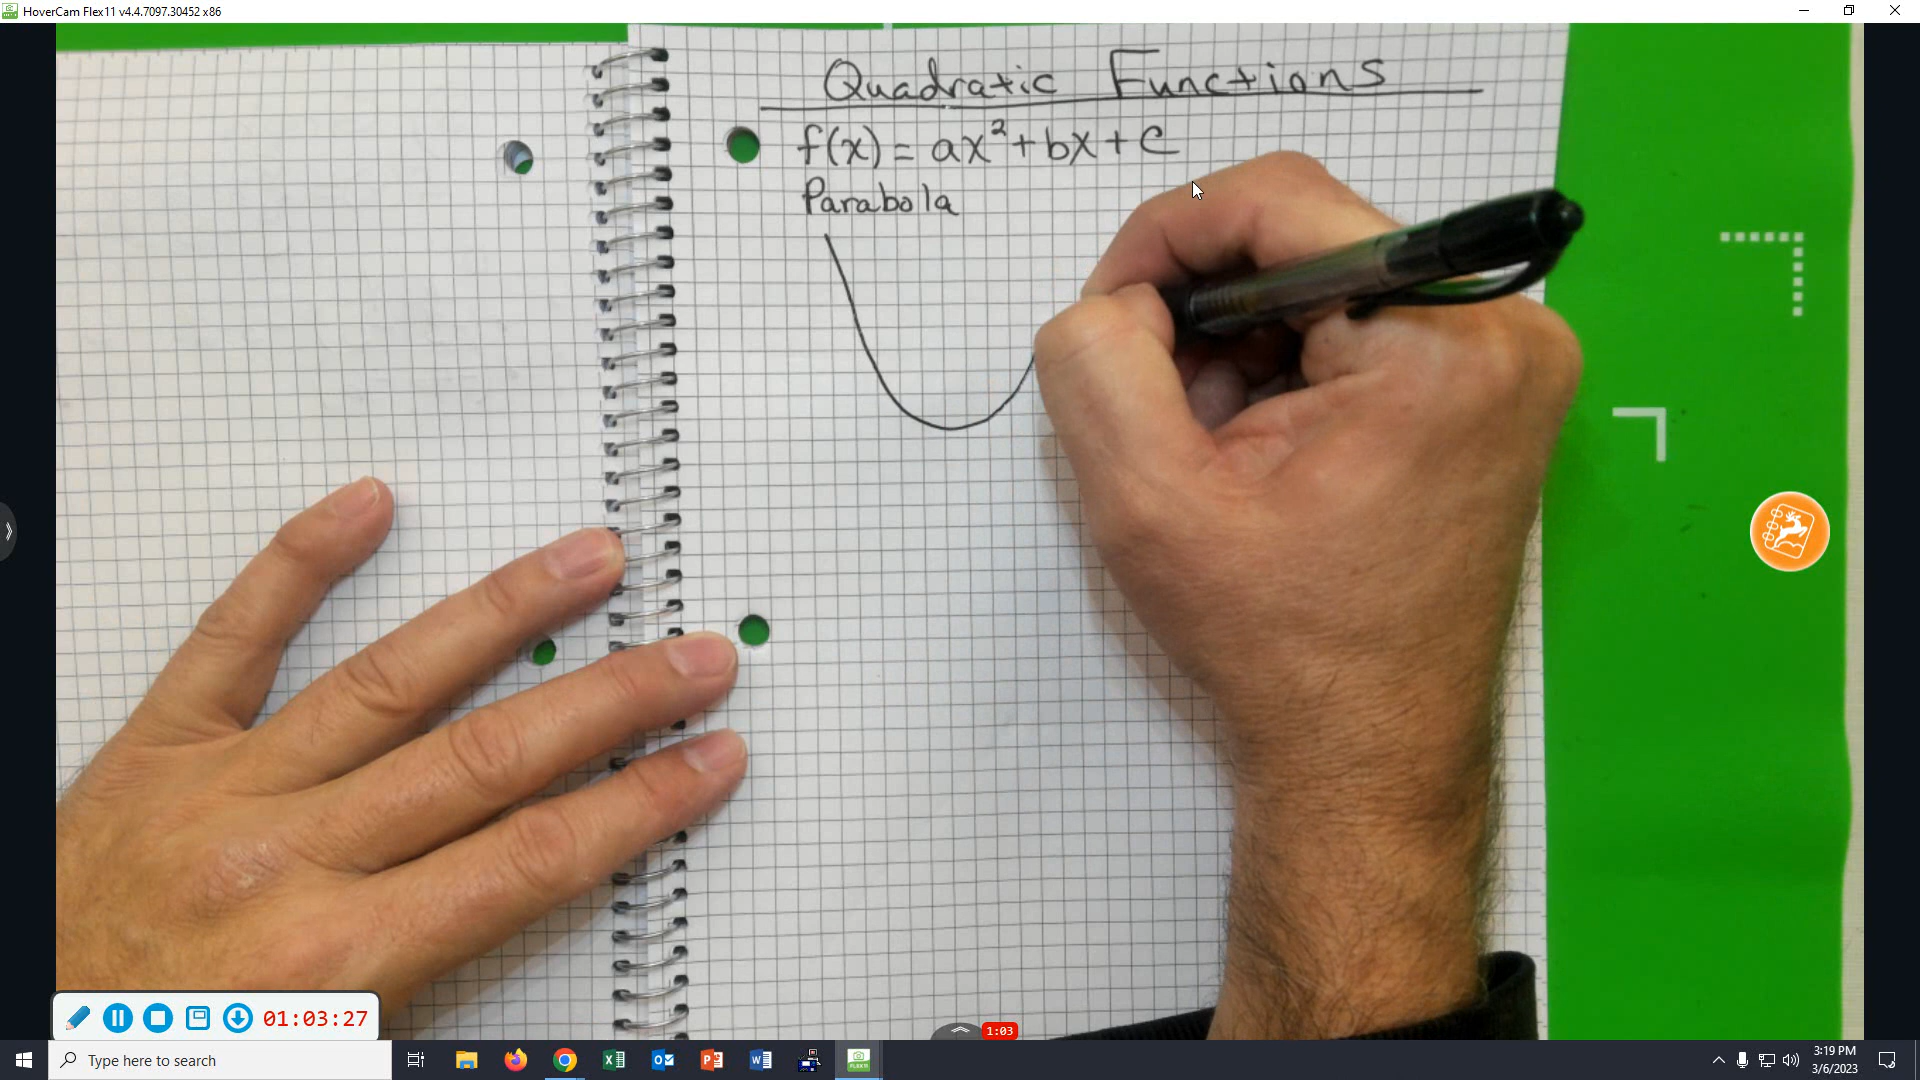 HoverCam Flex11 v4.4.7097.30452 x86
Quadratic Functions
f(x) = ax²+bx+c
Parabola
01:03:27
1:03
Type here to search
3:19 PM
3/6/2023